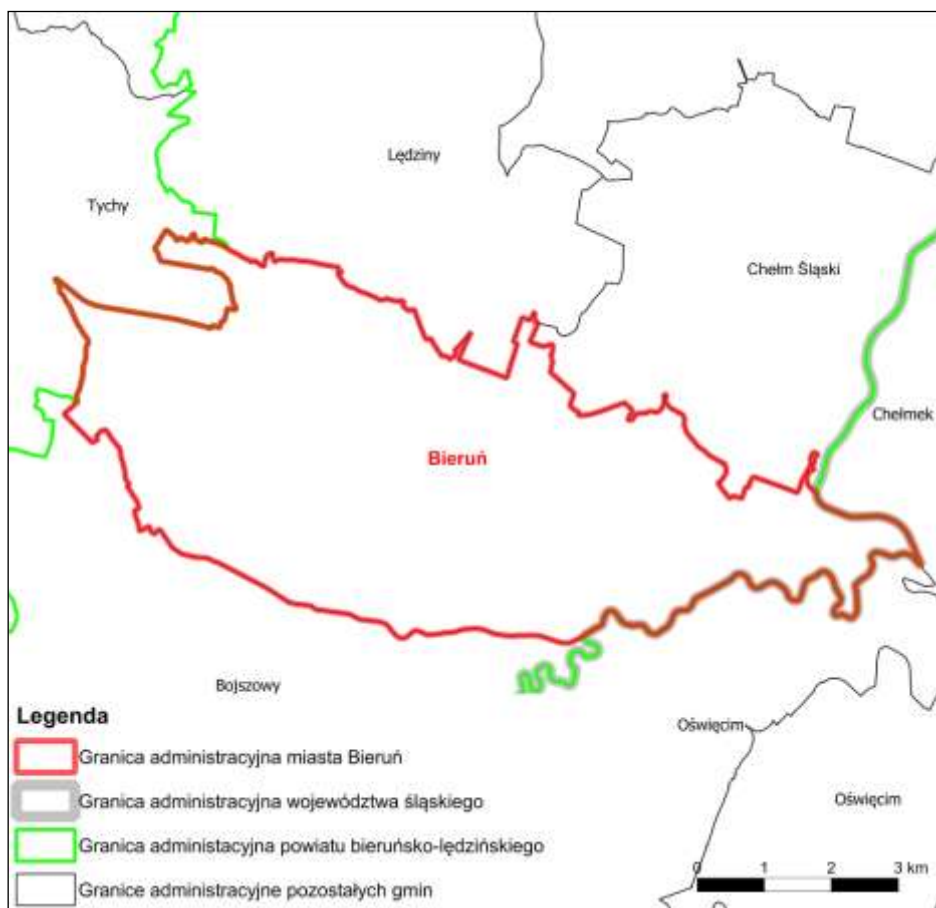 Lędziny
Tychy
Chełm Śląski
Chełmek
Bieruń
Bojszowy
Oświęcim
Oświęcim
Legenda
Granica administracyjna miasta Bieruń
Granica administracyjna województwa śląskiego
Granica administacyjna powiatu bieruńsko-lędzińskiego
Granice administracyjne pozostałych gmin
0 1 2 3 km